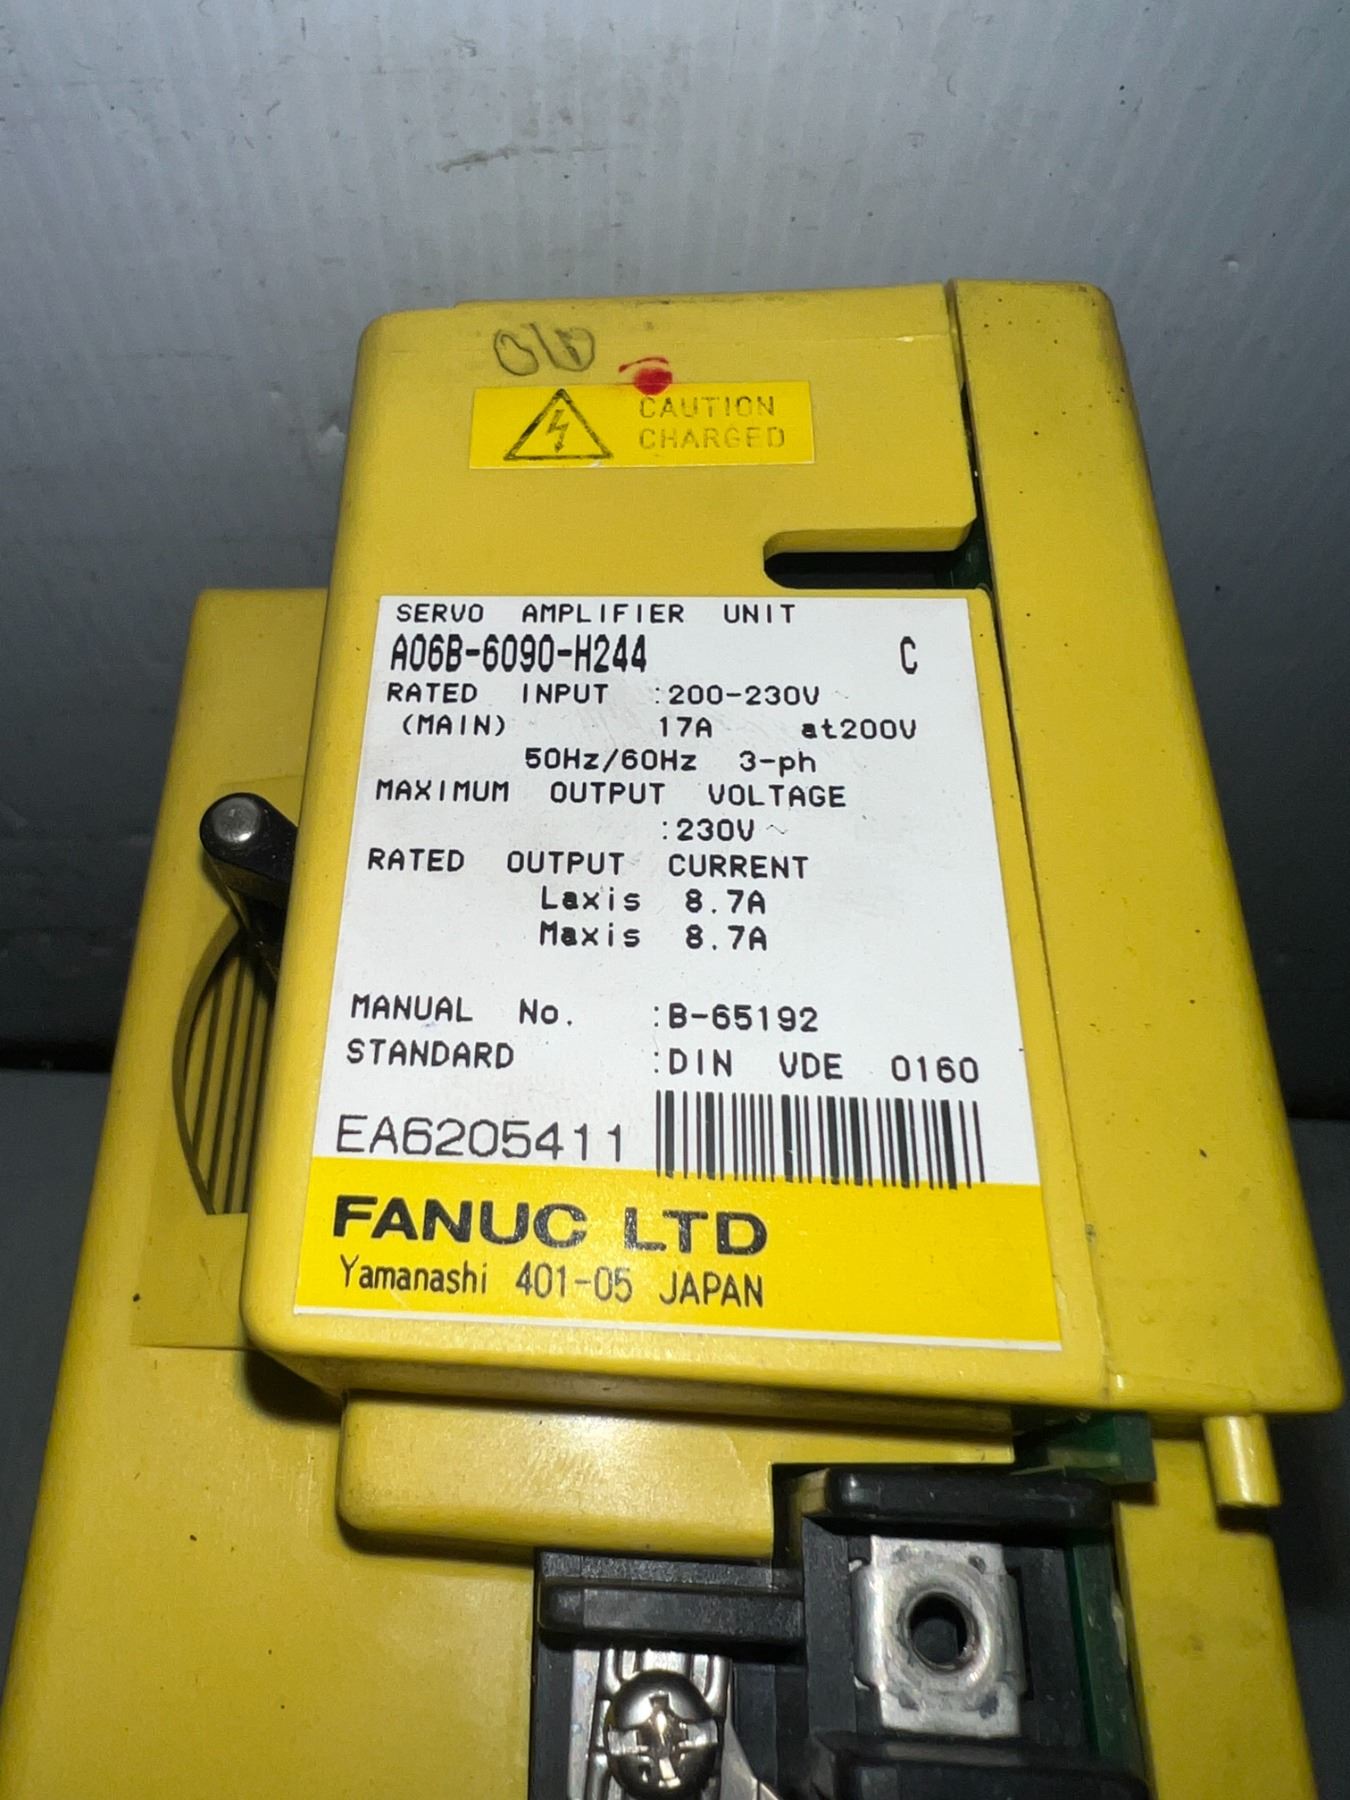 OLD
CAUTION
CHARGED
SERVO AMPLIFIER UNIT
A06B-6090-H244 C
RATED INPUT :200-230V~
(MAIN) 17A at200V
50Hz/60Hz 3-ph
MAXIMUM OUTPUT VOLTAGE
:230V~
RATED OUTPUT CURRENT
Laxis 8.7A
Maxis 8.7A
MANUAL No. :B-65192
STANDARD :DIN VDE 0160
EA6205411
FANUC LTD
Yamanashi 401-05 JAPAN